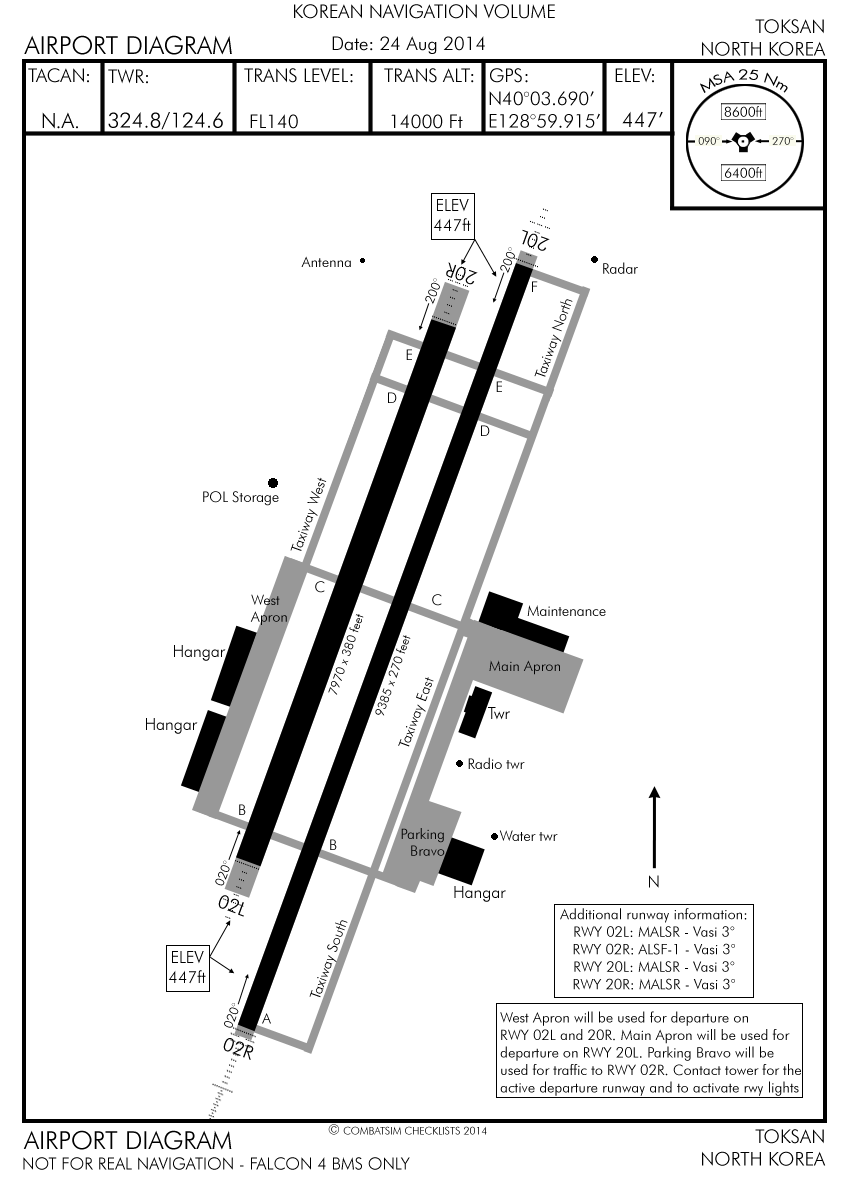 KOREAN NAVIGATION VOLUME
AIRPORT DIAGRAM
Date: 24 Aug 2014
TOKSAN
NORTH KOREA
TACAN:
N.A.
TWR:
324.8/124.6
TRANS LEVEL:
FL140
TRANS ALT:
14000 Ft
GPS:
N40°03.690’
E128°59.915’
ELEV:
447’
MSA 25 Nm
8600ft
090°
270°
6400ft
ELEV
447ft
20L
20R
200°
200°
Antenna
Radar
F
Taxiway North
E
E
D
D
POL Storage
Taxiway West
C
C
West
Apron
Maintenance
Main Apron
Hangar
Hangar
7970 x 380 feet
9385 x 270 feet
Taxiway East
Twr
Radio twr
B
B
Parking
Bravo
Water twr
Hangar
N
020°
02L
ELEV
447ft
Taxiway South
020°
A
02R
Additional runway information:
RWY 02L: MALSR - Vasi 3°
RWY 02R: ALSF-1 - Vasi 3°
RWY 20L: MALSR - Vasi 3°
RWY 20R: MALSR - Vasi 3°
West Apron will be used for departure on
RWY 02L and 20R. Main Apron will be used for
departure on RWY 20L. Parking Bravo will be
used for traffic to RWY 02R. Contact tower for the
active departure runway and to activate rwy lights
© COMBATSIM CHECKLISTS 2014
AIRPORT DIAGRAM
NOT FOR REAL NAVIGATION - FALCON 4 BMS ONLY
TOKSAN
NORTH KOREA